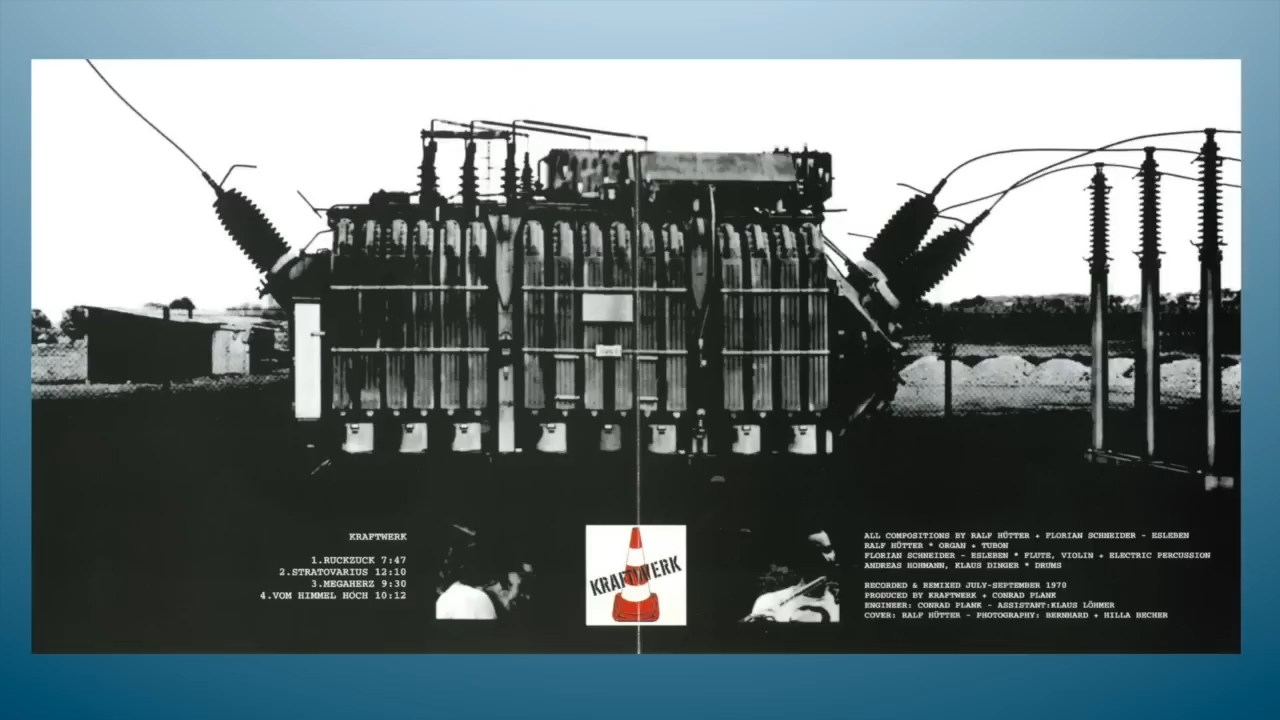 KRAFTWERK
1.RUCKZUCK 7:47
2.STRATOVARIUS 12:10
3.MEGAHERZ 9:30
4.VOM HIMMEL HOCH 10:12
KRAFTWERK
ALL COMPOSITIONS BY RALF HÜTTER + FLORIAN SCHNEIDER - ESLEBEN
RALF HÜTTER * ORGAN + TUBON
FLORIAN SCHNEIDER - ESLEBEN * FLUTE, VIOLIN + ELECTRIC PERCUSSION
ANDREAS HOHMANN, KLAUS DINGER * DRUMS
RECORDED & REMIXED JULY-SEPTEMBER 1970
PRODUCED BY KRAFTWERK + CONRAD PLANK
ENGINEER: CONRAD PLANK - ASSISTANT:KLAUS LÖHMER
COVER: RALF HÜTTER - PHOTOGRAPHY: BERNHARD + HILLA BECHER